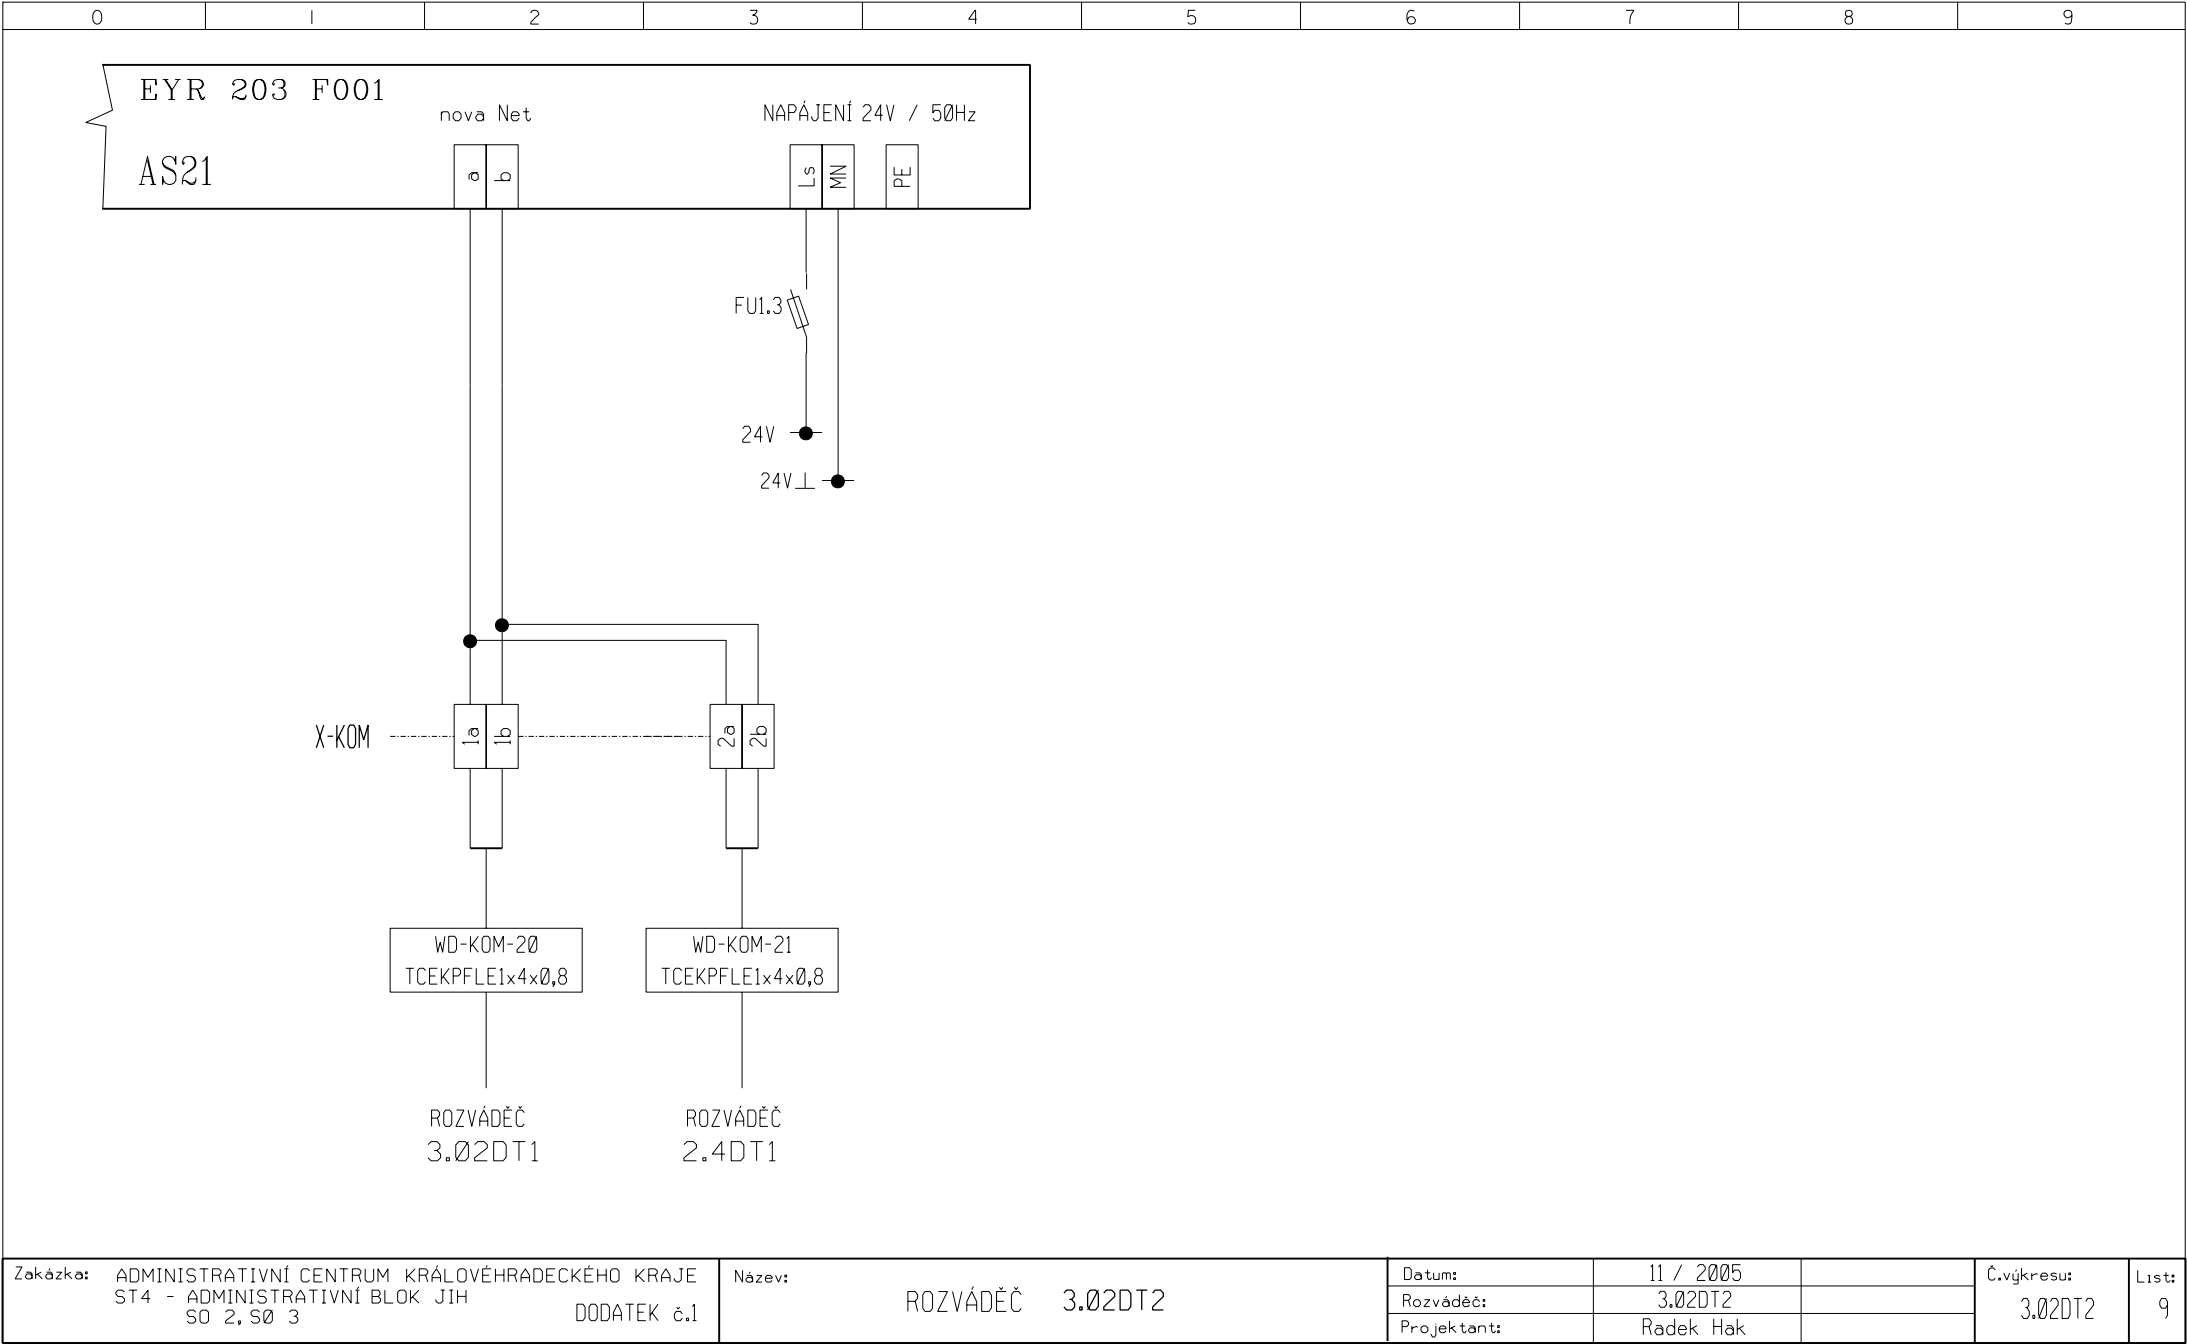 0 1 2 3 4 5 6 7 8 9
EYR 203 F001
nova Net
NAPÁJENÍ 24V / 50Hz
AS21
a b Ls MN PE
FU1.3
24V
24V⊥
X-KOM
1a 1b 2a 2b
WD-KOM-20
TCEKPFLE1x4x0,8
WD-KOM-21
TCEKPFLE1x4x0,8
ROZVÁDĚČ
3.02DT1
ROZVÁDĚČ
2.4DT1
Zakázka: ADMINISTRATIVNÍ CENTRUM KRÁLOVÉHRADECKÉHO KRAJE
ST4 - ADMINISTRATIVNÍ BLOK JIH
SO 2, SØ 3 DODATEK č.1
Název:
ROZVÁDĚČ 3.02DT2
Datum: 11 / 2005
Rozváděč: 3.02DT2
Projektant: Radek Hak
Č.výkresu:
3.02DT2
List:
9